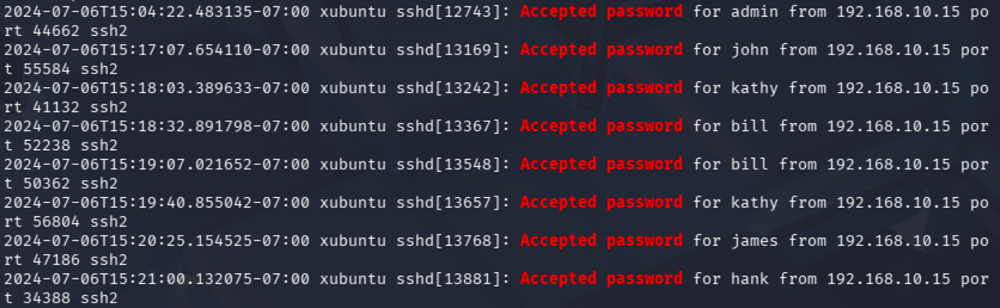 2024-07-06T15:04:22.483135-07:00 xubuntu sshd[12743]: Accepted password for admin from 192.168.10.15 po
rt 44662 ssh2
2024-07-06T15:17:07.654110-07:00 xubuntu sshd[13169]: Accepted password for john from 192.168.10.15 por
t 55584 ssh2
2024-07-06T15:18:03.389633-07:00 xubuntu sshd[13242]: Accepted password for kathy from 192.168.10.15 po
rt 41132 ssh2
2024-07-06T15:18:32.891798-07:00 xubuntu sshd[13367]: Accepted password for bill from 192.168.10.15 por
t 52238 ssh2
2024-07-06T15:19:07.021652-07:00 xubuntu sshd[13548]: Accepted password for bill from 192.168.10.15 por
t 50362 ssh2
2024-07-06T15:19:40.855042-07:00 xubuntu sshd[13657]: Accepted password for kathy from 192.168.10.15 po
rt 56804 ssh2
2024-07-06T15:20:25.154525-07:00 xubuntu sshd[13768]: Accepted password for james from 192.168.10.15 po
rt 47186 ssh2
2024-07-06T15:21:00.132075-07:00 xubuntu sshd[13881]: Accepted password for hank from 192.168.10.15 por
t 34388 ssh2